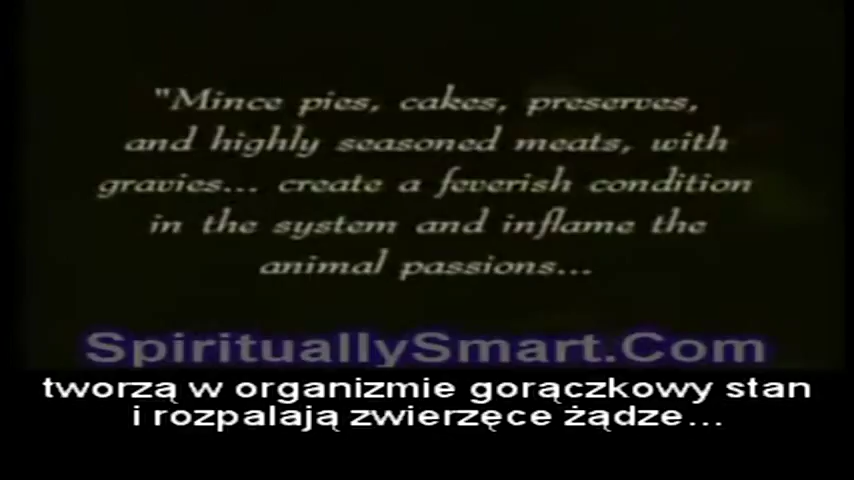 "Mince pies, cakes, preserves,
and highly seasoned meats, with
gravies... create a feverish condition
in the system and inflame the
animal passions...
SpirituallySmart.Com
tworzą w organizmie gorączkowy stan
i rozpalają zwierzęce żądze...